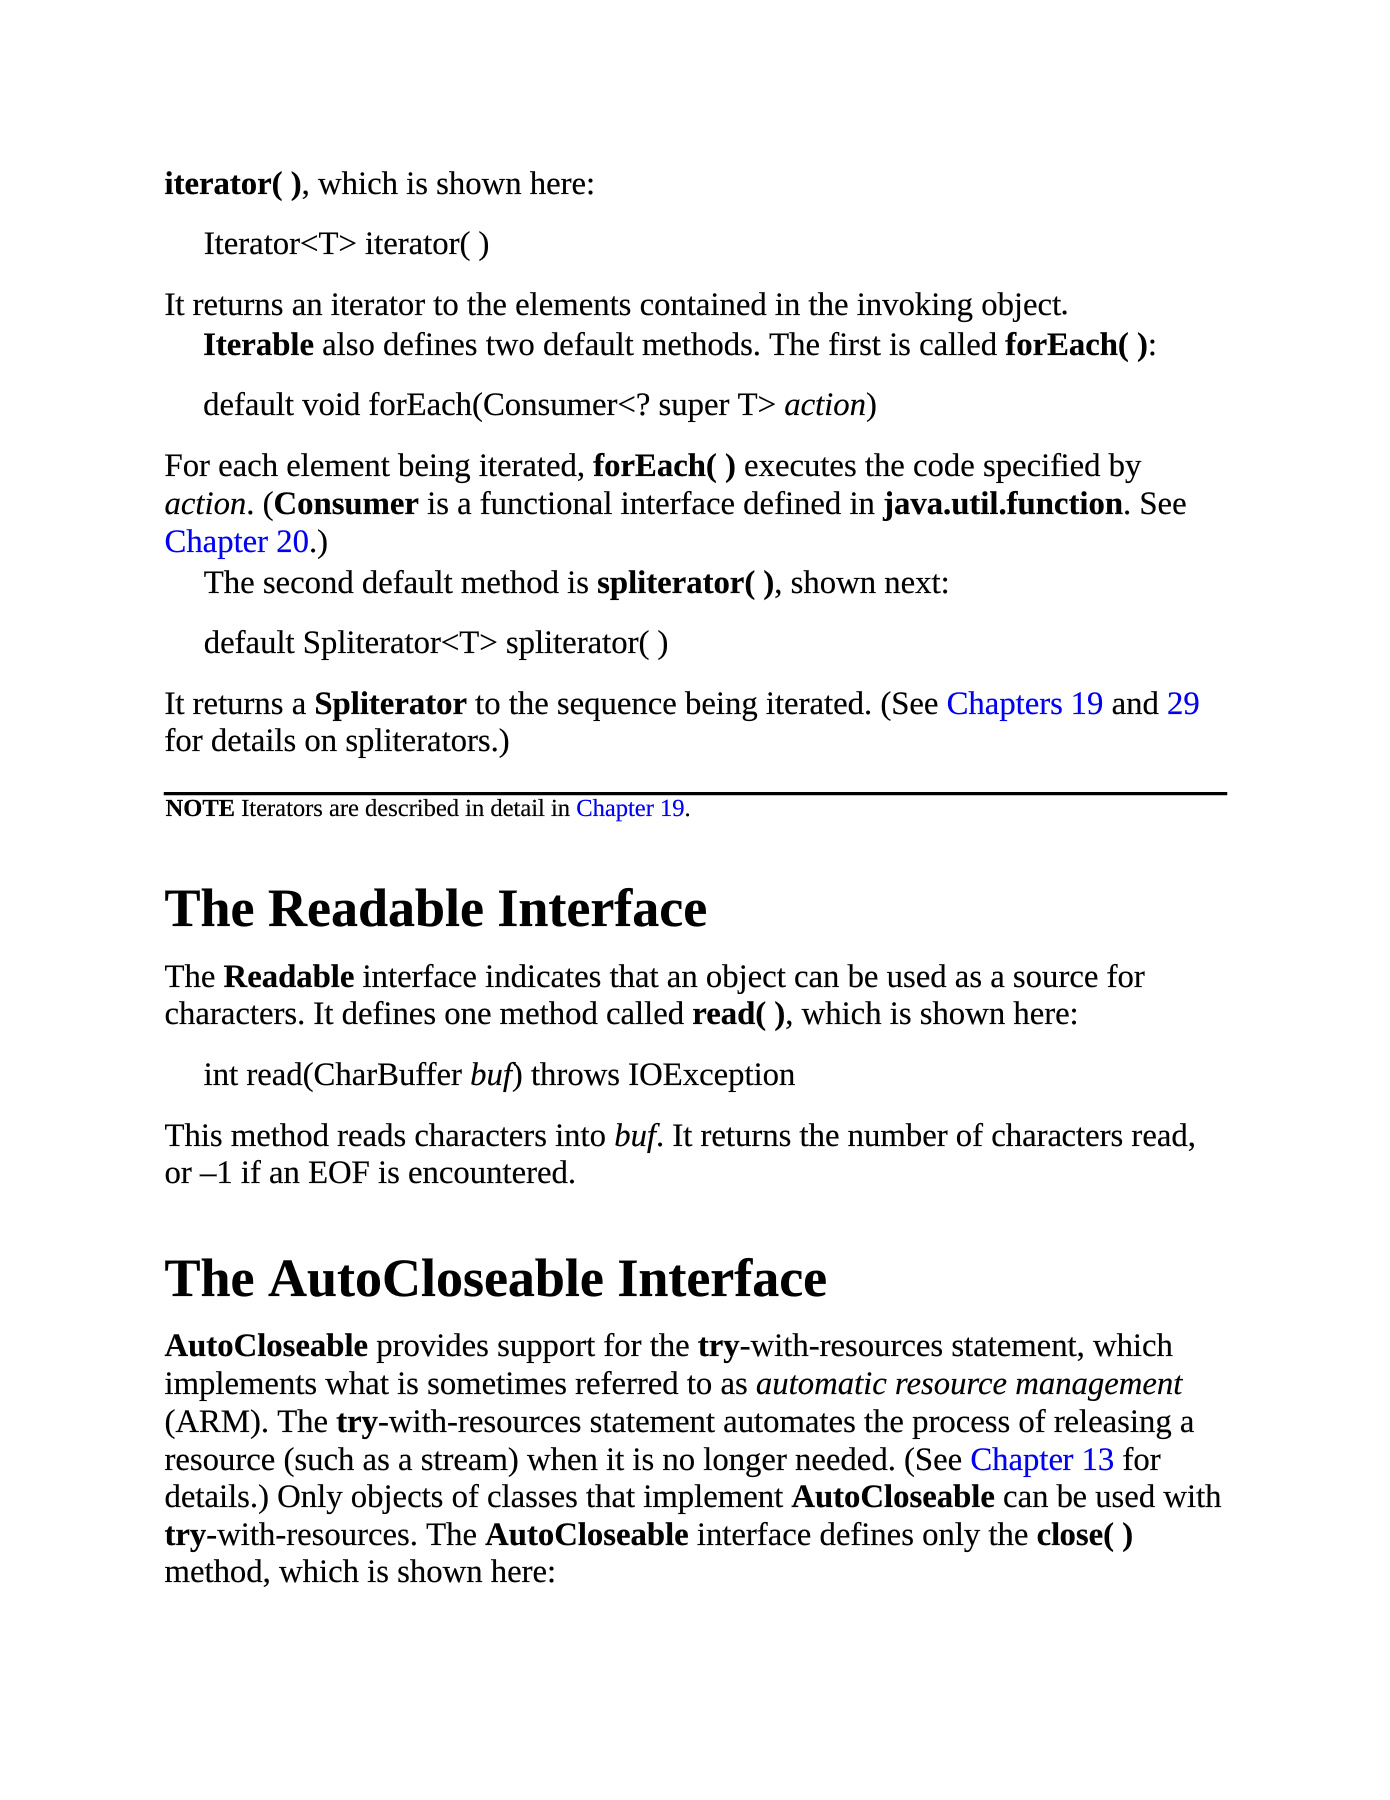 iterator( ), which is shown here:
Iterator<T> iterator( )
It returns an iterator to the elements contained in the invoking object.
Iterable also defines two default methods. The first is called forEach( ):
default void forEach(Consumer<? super T> action)
For each element being iterated, forEach( ) executes the code specified by
action. (Consumer is a functional interface defined in java.util.function. See
Chapter 20.)
The second default method is spliterator( ), shown next:
default Spliterator<T> spliterator( )
It returns a Spliterator to the sequence being iterated. (See Chapters 19 and 29
for details on spliterators.)
NOTE Iterators are described in detail in Chapter 19.
The Readable Interface
The Readable interface indicates that an object can be used as a source for
characters. It defines one method called read( ), which is shown here:
int read(CharBuffer buf) throws IOException
This method reads characters into buf. It returns the number of characters read,
or –1 if an EOF is encountered.
The AutoCloseable Interface
AutoCloseable provides support for the try-with-resources statement, which
implements what is sometimes referred to as automatic resource management
(ARM). The try-with-resources statement automates the process of releasing a
resource (such as a stream) when it is no longer needed. (See Chapter 13 for
details.) Only objects of classes that implement AutoCloseable can be used with
try-with-resources. The AutoCloseable interface defines only the close( )
method, which is shown here: